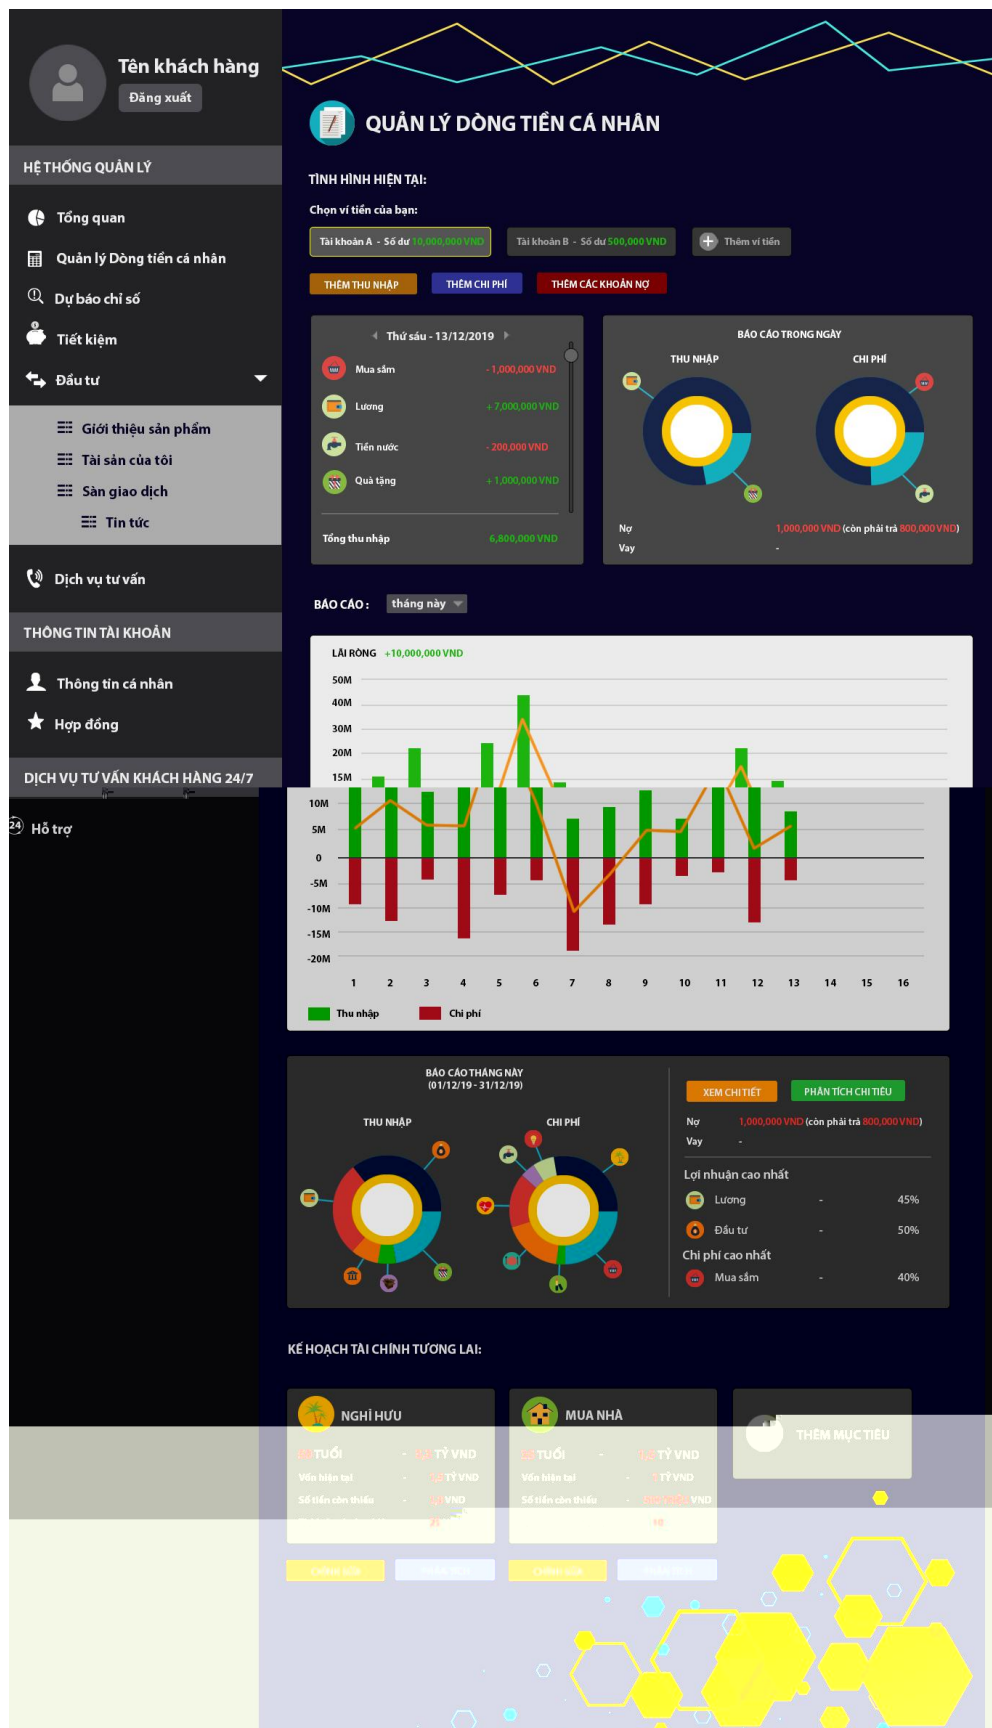 Tên khách hàng
Đăng xuất
HỆ THỐNG QUẢN LÝ
Tổng quan
Quản lý Dòng tiền cá nhân
Dự báo chỉ số
Tiết kiệm
Đầu tư
Giới thiệu sản phẩm
Tài sản của tôi
Sàn giao dịch
Tin tức
Dịch vụ tư vấn
THÔNG TIN TÀI KHOẢN
Thông tin cá nhân
Hợp đồng
DỊCH VỤ TƯ VẤN KHÁCH HÀNG 24/7
24 Hỗ trợ
QUẢN LÝ DÒNG TIỀN CÁ NHÂN
TÌNH HÌNH HIỆN TẠI:
Chọn ví tiền của bạn:
Tài khoản A - Số dư 10,000,000 VND
Tài khoản B - Số dư 500,000 VND
Thêm ví tiền
THÊM THU NHẬP
THÊM CHI PHÍ
THÊM CÁC KHOẢN NỢ
Thứ sáu - 13/12/2019
Mua sắm - 1,000,000 VND
Lương + 7,000,000 VND
Tiền nước - 200,000 VND
Quà tặng + 1,000,000 VND
Tổng thu nhập 6,800,000 VND
BÁO CÁO TRONG NGÀY
THU NHẬP CHI PHÍ
Nợ 1,000,000 VND (còn phải trả 800,000 VND)
Vay -
BÁO CÁO : tháng này
LÃI RÒNG +10,000,000 VND
50M
40M
30M
20M
15M
10M
5M
0
-5M
-10M
-15M
-20M
1 2 3 4 5 6 7 8 9 10 11 12 13 14 15 16
Thu nhập Chi phí
BÁO CÁO THÁNG NÀY
(01/12/19 - 31/12/19)
THU NHẬP CHI PHÍ
XEM CHI TIẾT
PHÂN TÍCH CHI TIÊU
Nợ 1,000,000 VND (còn phải trả 800,000 VND)
Vay -
Lợi nhuận cao nhất
Lương - 45%
Đầu tư - 50%
Chi phí cao nhất
Mua sắm - 40%
KẾ HOẠCH TÀI CHÍNH TƯƠNG LAI:
NGHỈ HƯU
TUỔI - TỶ VND
Vốn hiện tại - TỶ VND
Số tiền còn thiếu - VND
MUA NHÀ
TUỔI - TỶ VND
Vốn hiện tại - TỶ VND
Số tiền còn thiếu - VND
THÊM MỤC TIÊU